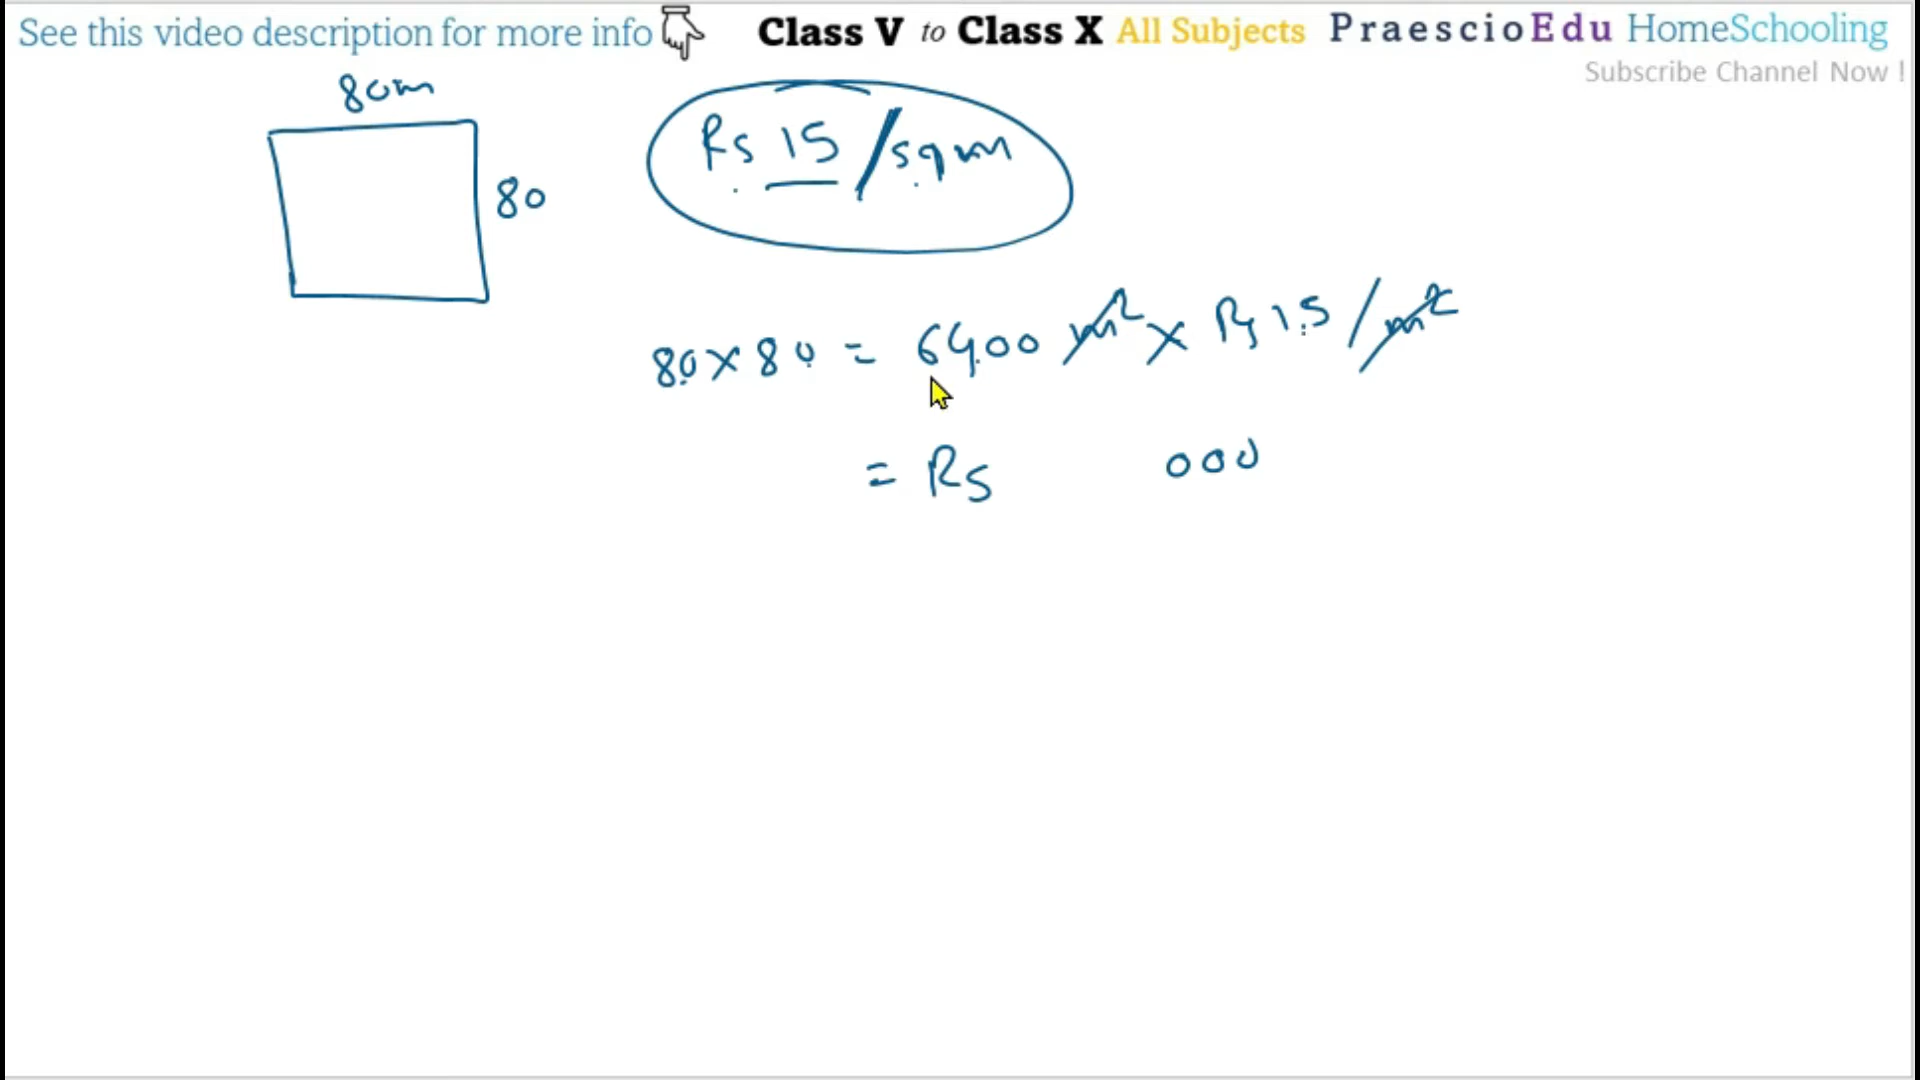 See this video description for more info Class V to Class X All Subjects PraescioEdu HomeSchooling
Subscribe Channel Now !
80m
80
Rs 15 /sqm
80 x 80 = 6400 m² x Rs 15 / m²
= Rs 000